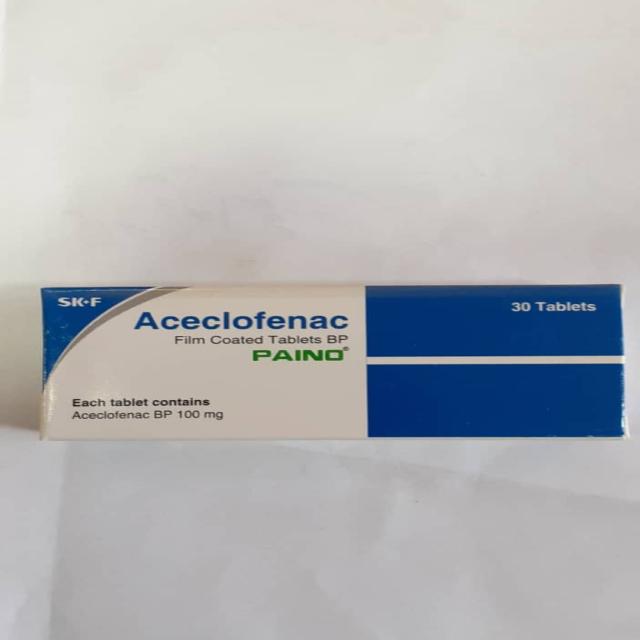 SK+F
Aceclofenac
Film Coated Tablets BP
PAINO®
Each tablet contains
Aceclofenac BP 100 mg
30 Tablets